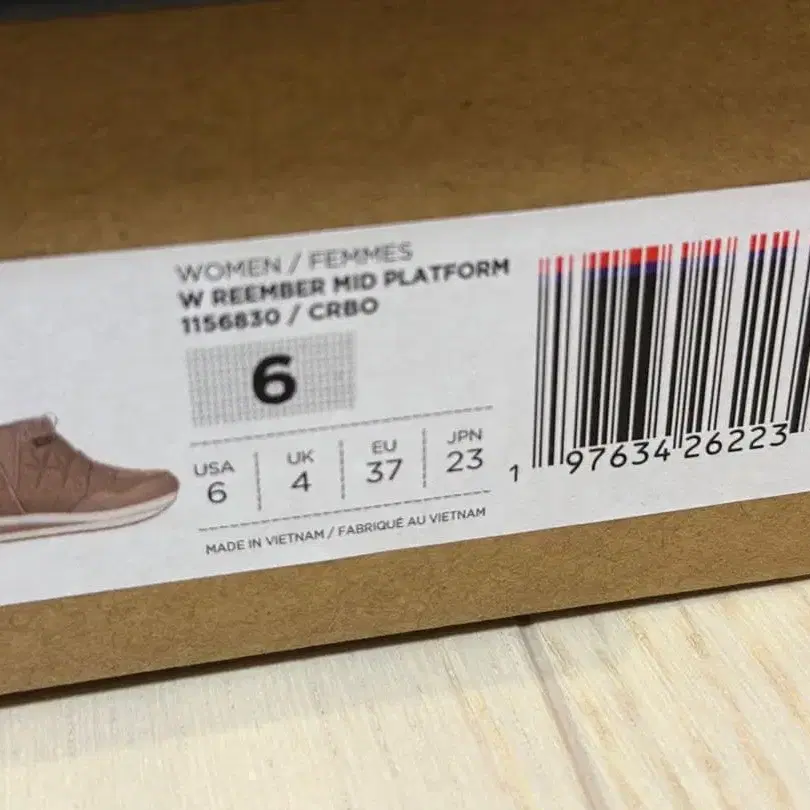 WOMEN / FEMMES
W REEMBER MID PLATFORM
1156830 / CRBO
6
USA UK EU JPN
6 4 37 23
MADE IN VIETNAM / FABRIQUÉ AU VIETNAM
1 97634 26223